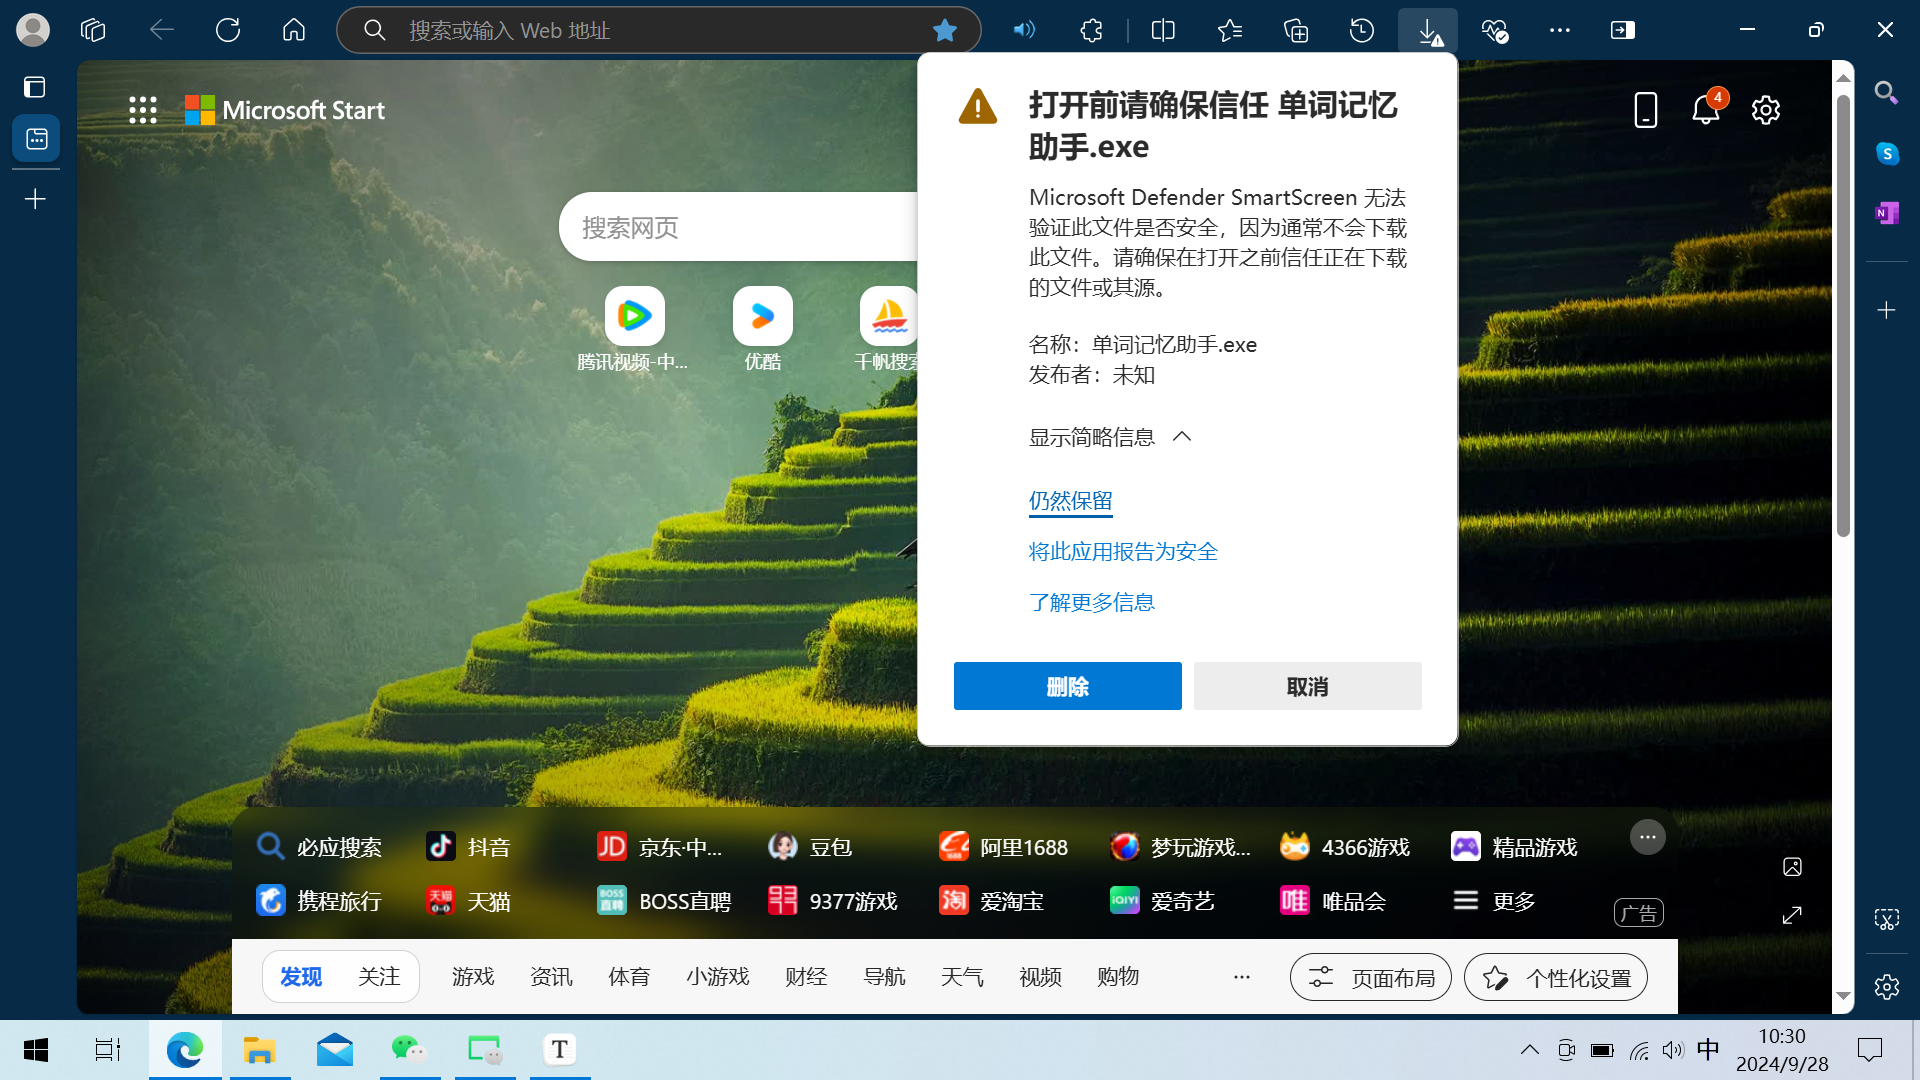 搜索或输入 Web 地址
Microsoft Start
4
搜索网页
腾讯视频-中...
优酷
千帆搜索
打开前请确保信任 单词记忆
助手.exe
Microsoft Defender SmartScreen 无法
验证此文件是否安全，因为通常不会下载
此文件。请确保在打开之前信任正在下载
的文件或其源。
名称：单词记忆助手.exe
发布者：未知
显示简略信息
仍然保留
将此应用报告为安全
了解更多信息
删除
取消
必应搜索
抖音
京东·中...
豆包
阿里1688
梦玩游戏...
4366游戏
精品游戏
携程旅行
天猫
BOSS直聘
9377游戏
爱淘宝
爱奇艺
唯品会
更多
广告
发现
关注
游戏
资讯
体育
小游戏
财经
导航
天气
视频
购物
页面布局
个性化设置
中
10:30
2024/9/28